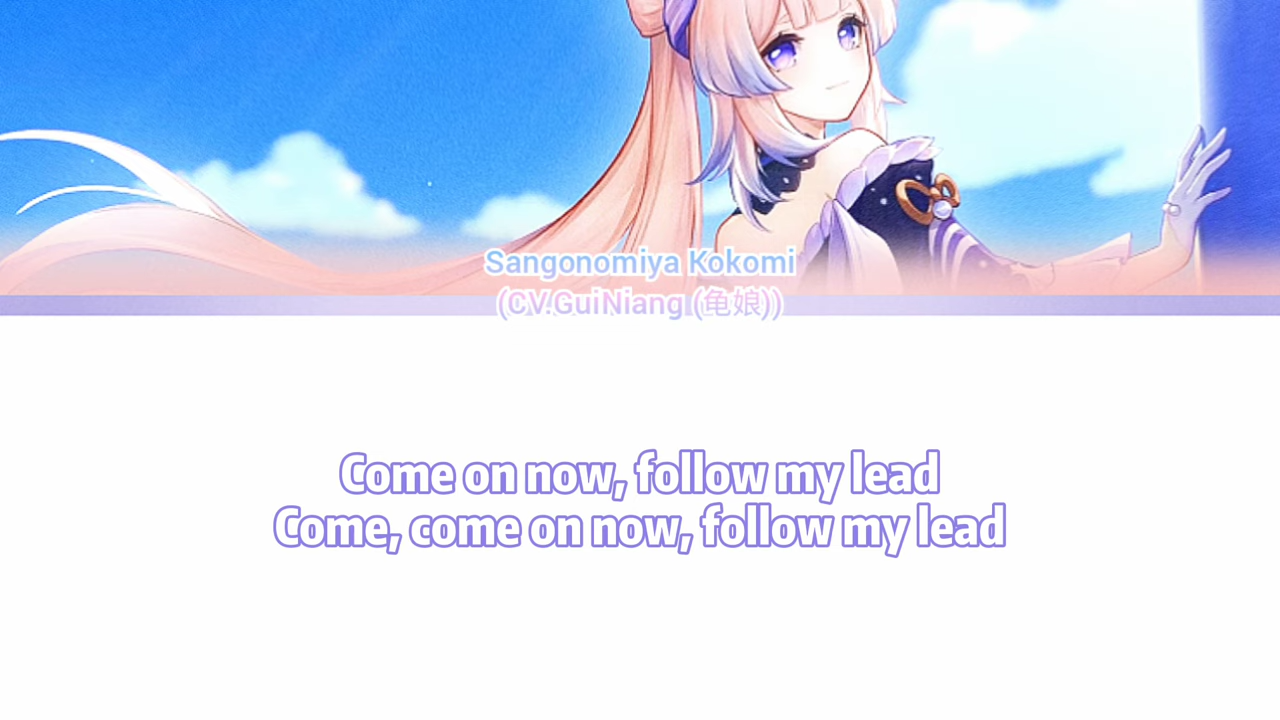 Sangonomiya Kokomi
(CV.GuiNiang (龟娘))
Come on now, follow my lead
Come, come on now, follow my lead